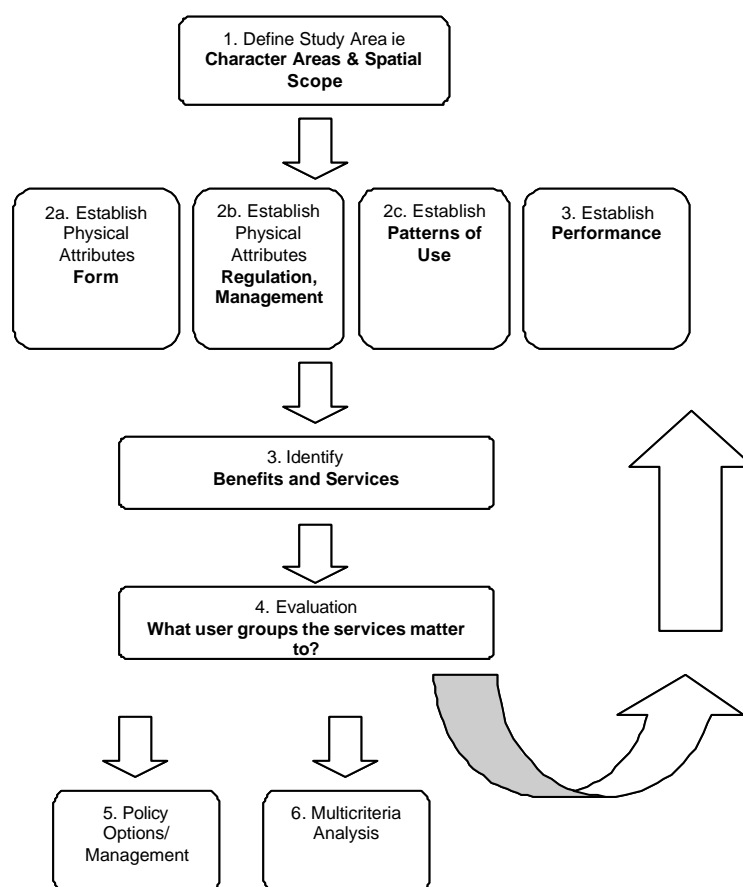 1. Define Study Area ie
Character Areas & Spatial
Scope
2a. Establish
Physical
Attributes
Form
2b. Establish
Physical
Attributes
Regulation,
Management
2c. Establish
Patterns of
Use
3. Establish
Performance
3. Identify
Benefits and Services
4. Evaluation
What user groups the services matter
to?
5. Policy
Options/
Management
6. Multicriteria
Analysis